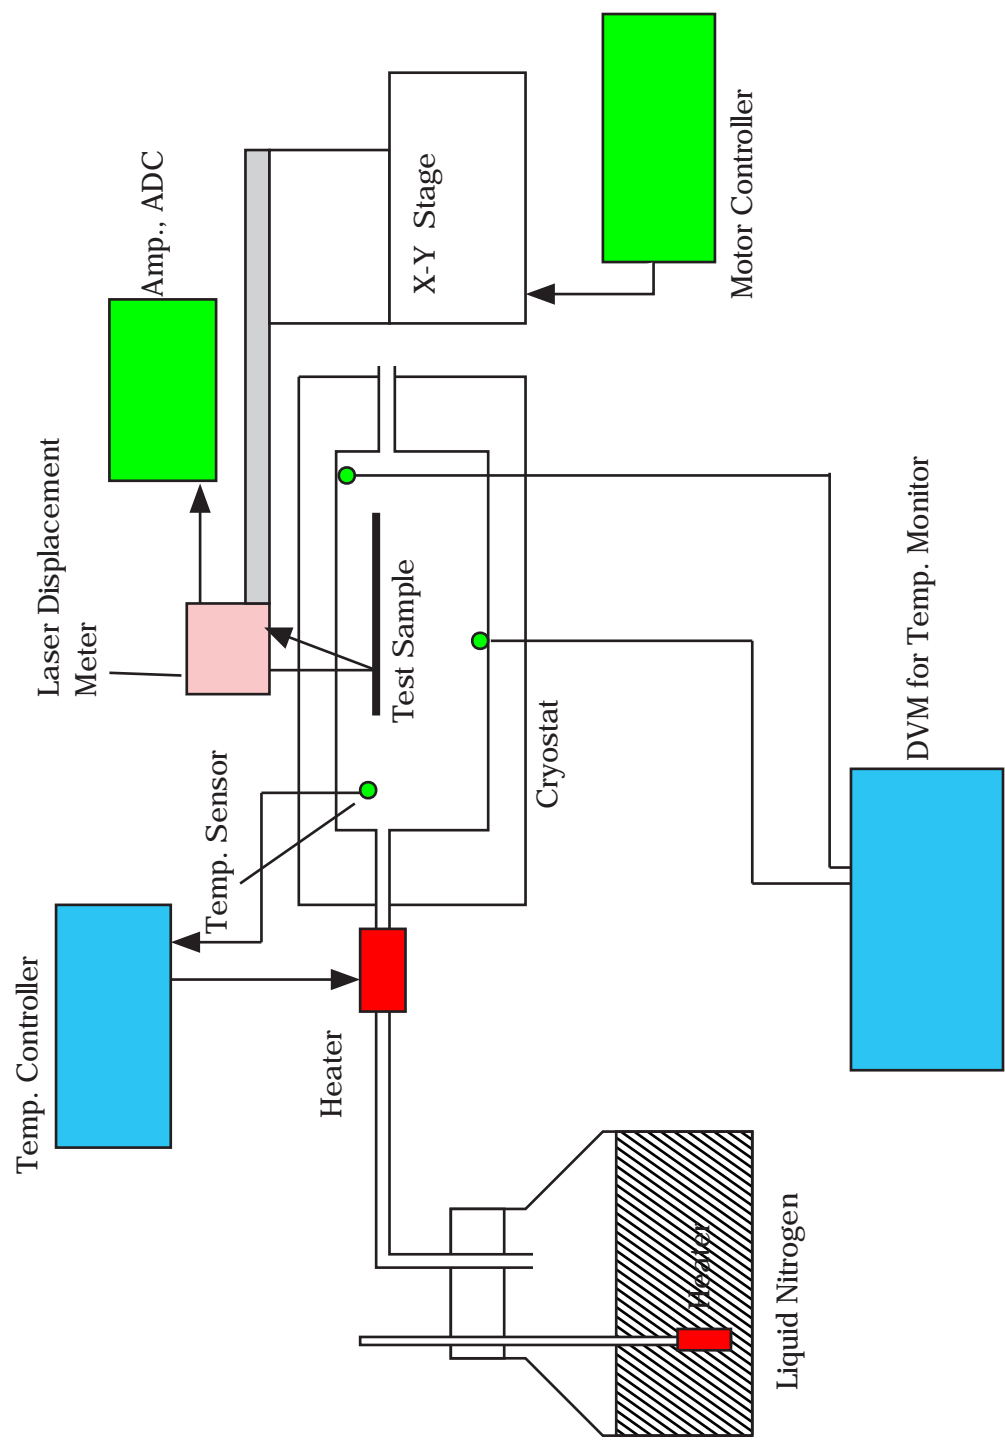 Temp. Controller
Temp. Sensor
Laser Displacement
Meter
Amp., ADC
Heater
Test Sample
X-Y Stage
Cryostat
Motor Controller
Heater
Liquid Nitrogen
DVM for Temp. Monitor